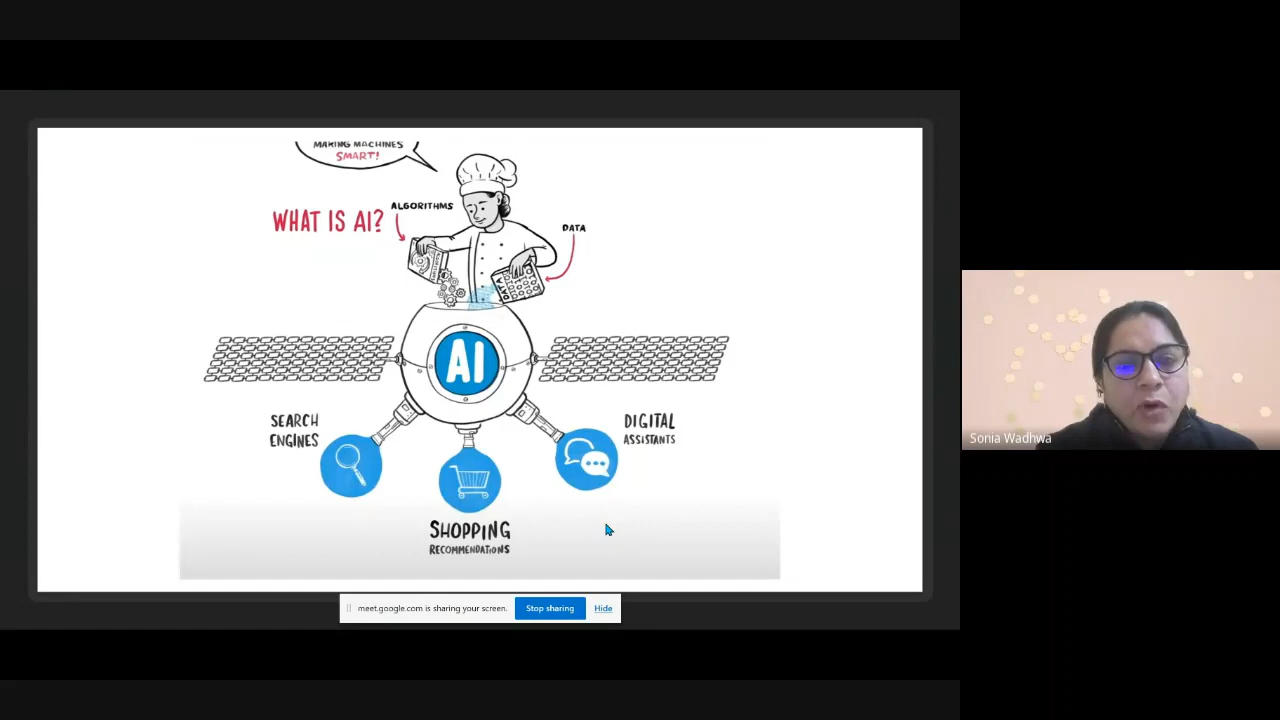 MAKING MACHINES
SMART!
WHAT IS AI?
ALGORITHMS
DATA
DATA
AI
SEARCH
ENGINES
DIGITAL
ASSISTANTS
SHOPPING
RECOMMENDATIONS
meet.google.com is sharing your screen.
Stop sharing
Hide
Sonia Wadhwa